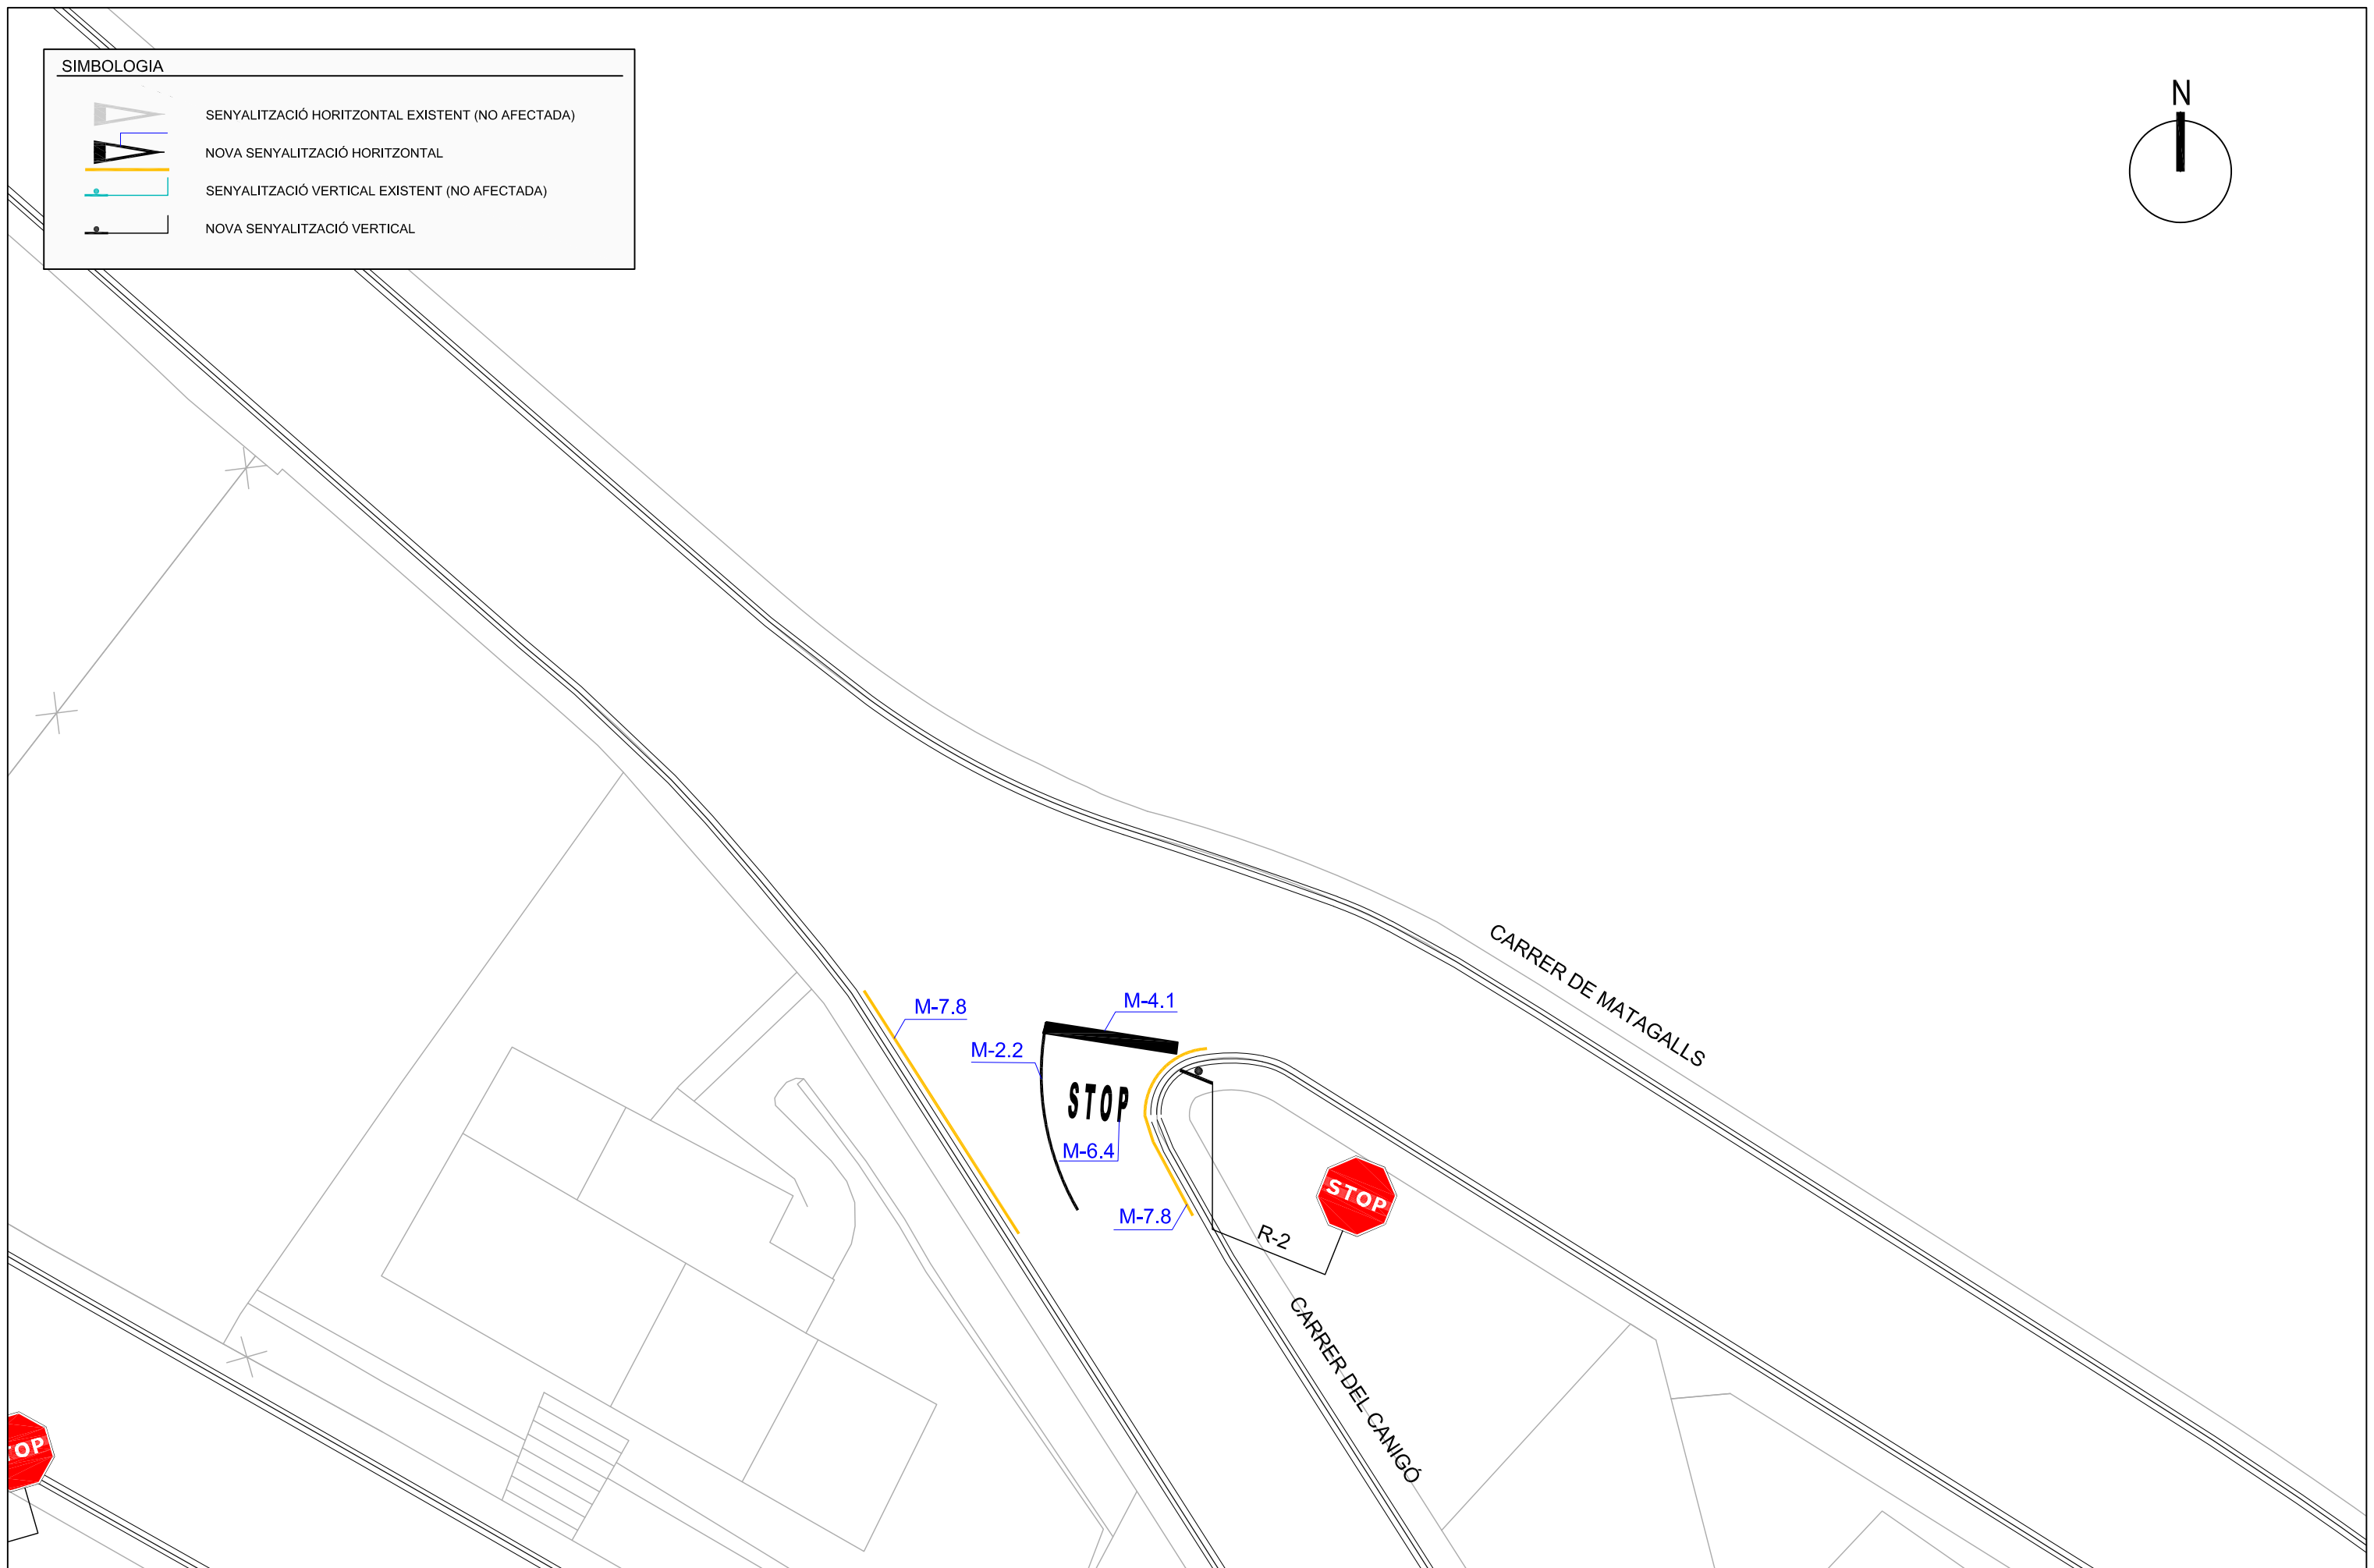 SIMBOLOGIA
SENYALITZACIÓ HORITZONTAL EXISTENT (NO AFECTADA)
NOVA SENYALITZACIÓ HORITZONTAL
SENYALITZACIÓ VERTICAL EXISTENT (NO AFECTADA)
NOVA SENYALITZACIÓ VERTICAL
N
CARRER DE MATAGALLS
M-7.8
M-4.1
M-2.2
STOP
M-6.4
M-7.8
STOP
R-2
CARRER DEL CANIGÓ
TOP